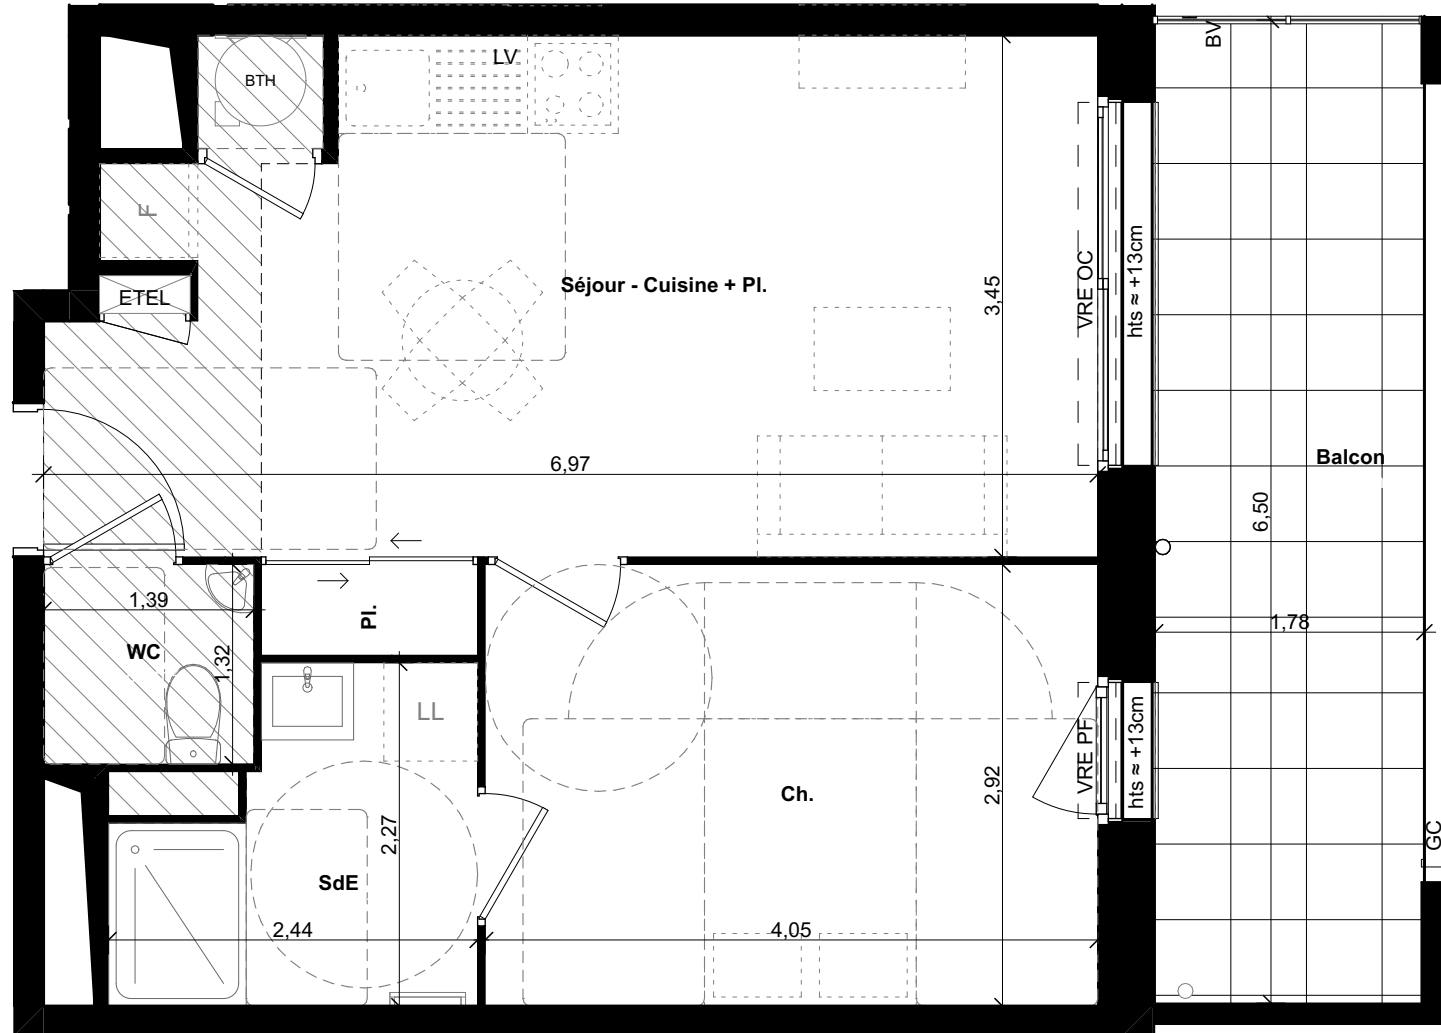 BV
LV
BTH
F
Séjour - Cuisine + Pl.
ETEL
3,45
VRE OC
hts ≈ +13cm
Balcon
6,97
6,50
1,39
Pl.
1,78
WC
1,32
LL
VRE PF
hts ≈ +13cm
Ch.
2,92
2,27
GC
SdE
2,44
4,05